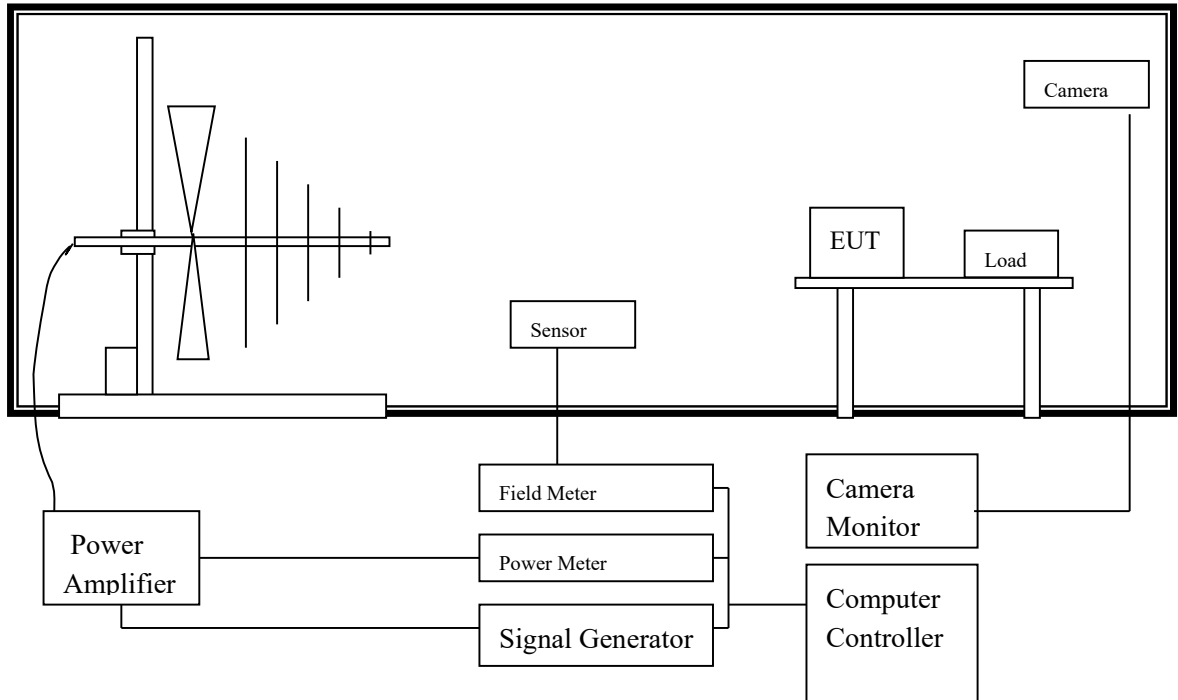 Camera
EUT
Load
Sensor
Field Meter
Camera
Monitor
Power
Amplifier
Power Meter
Signal Generator
Computer
Controller